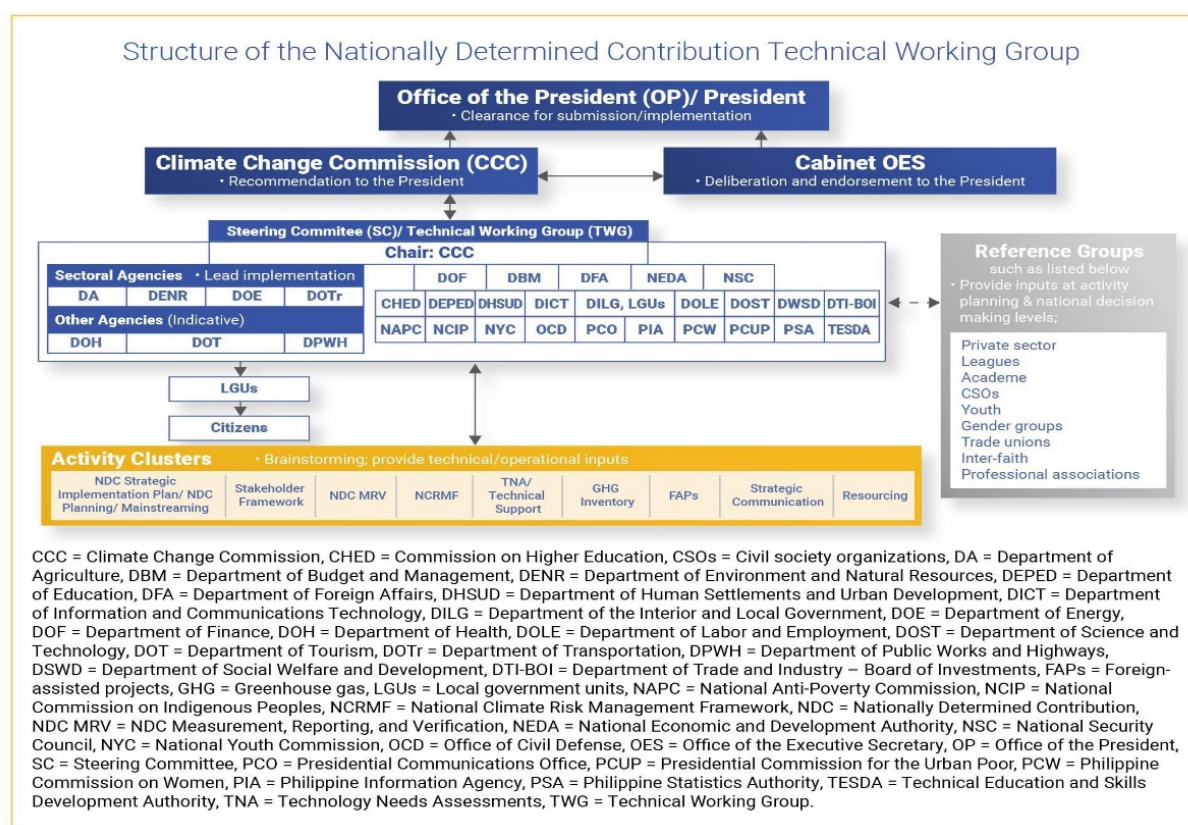 Structure of the Nationally Determined Contribution Technical Working Group
Office of the President (OP)/ President
• Clearance for submission/implementation
Climate Change Commission (CCC)
• Recommendation to the President
Cabinet OES
• Deliberation and endorsement to the President
Steering Commitee (SC)/ Technical Working Group (TWG)
Chair: CCC
Sectoral Agencies • Lead implementation
DA DENR DOE DOTr
Other Agencies (Indicative)
DOH DOT DPWH
DOF DBM DFA NEDA NSC
CHED DEPED DHSUD DICT DILG, LGUs DOLE DOST DWSD DTI-BOI
NAPC NCIP NYC OCD PCO PIA PCW PCUP PSA TESDA
Reference Groups
such as listed below
• Provide inputs at activity
planning & national decision
making levels;
Private sector
Leagues
Academe
CSOs
Youth
Gender groups
Trade unions
Inter-faith
Professional associations
LGUs
Citizens
Activity Clusters • Brainstorming; provide technical/operational inputs
NDC Strategic
Implementation Plan/ NDC
Planning/ Mainstreaming
Stakeholder
Framework
NDC MRV
NCRMF
TNA/
Technical
Support
GHG
Inventory
FAPs
Strategic
Communication
Resourcing
CCC = Climate Change Commission, CHED = Commission on Higher Education, CSOs = Civil society organizations, DA = Department of
Agriculture, DBM = Department of Budget and Management, DENR = Department of Environment and Natural Resources, DEPED = Department
of Education, DFA = Department of Foreign Affairs, DHSUD = Department of Human Settlements and Urban Development, DICT = Department
of Information and Communications Technology, DILG = Department of the Interior and Local Government, DOE = Department of Energy,
DOF = Department of Finance, DOH = Department of Health, DOLE = Department of Labor and Employment, DOST = Department of Science and
Technology, DOT = Department of Tourism, DOTr = Department of Transportation, DPWH = Department of Public Works and Highways,
DSWD = Department of Social Welfare and Development, DTI-BOI = Department of Trade and Industry – Board of Investments, FAPs = Foreign-
assisted projects, GHG = Greenhouse gas, LGUs = Local government units, NAPC = National Anti-Poverty Commission, NCIP = National
Commission on Indigenous Peoples, NCRMF = National Climate Risk Management Framework, NDC = Nationally Determined Contribution,
NDC MRV = NDC Measurement, Reporting, and Verification, NEDA = National Economic and Development Authority, NSC = National Security
Council, NYC = National Youth Commission, OCD = Office of Civil Defense, OES = Office of the Executive Secretary, OP = Office of the President,
SC = Steering Committee, PCO = Presidential Communications Office, PCUP = Presidential Commission for the Urban Poor, PCW = Philippine
Commission on Women, PIA = Philippine Information Agency, PSA = Philippine Statistics Authority, TESDA = Technical Education and Skills
Development Authority, TNA = Technology Needs Assessments, TWG = Technical Working Group.